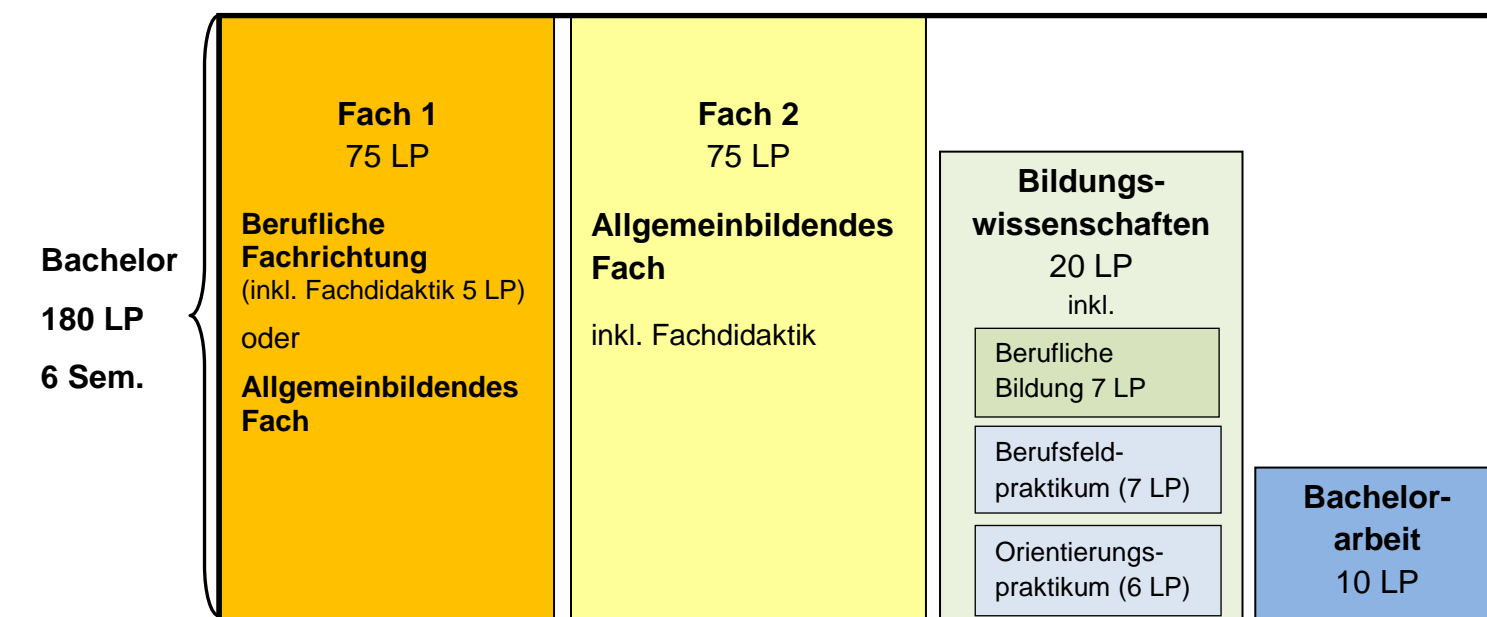 Bachelor
180 LP
6 Sem.
Fach 1
75 LP
Berufliche
Fachrichtung
(inkl. Fachdidaktik 5 LP)
oder
Allgemeinbildendes
Fach
Fach 2
75 LP
Allgemeinbildendes
Fach
inkl. Fachdidaktik
Bildungs-
wissenschaften
20 LP
inkl.
Berufliche
Bildung 7 LP
Berufsfeld-
praktikum (7 LP)
Orientierungs-
praktikum (6 LP)
Bachelor-
arbeit
10 LP